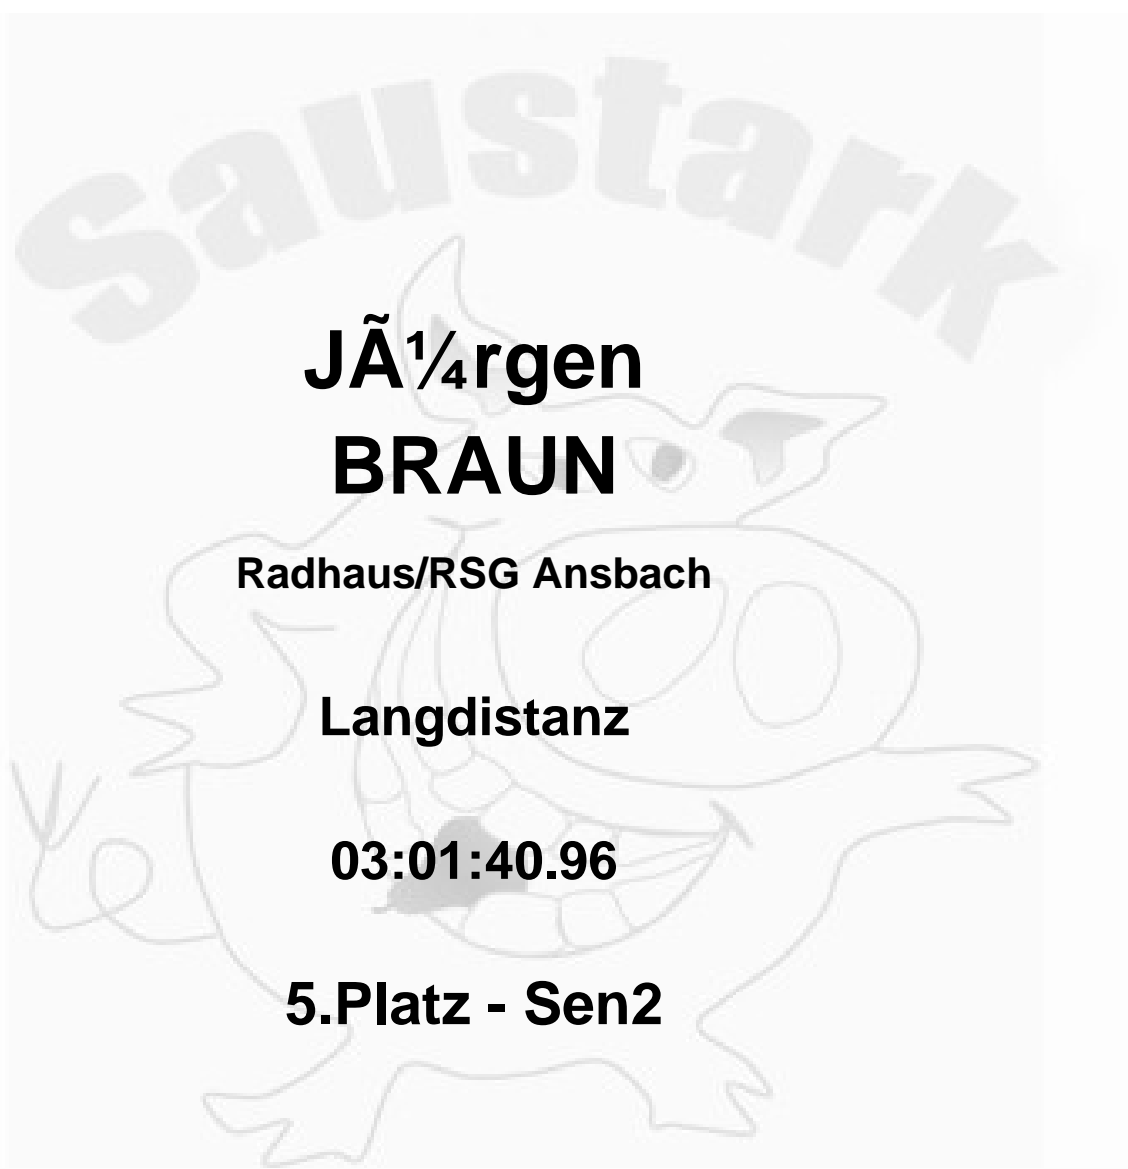 Saustark
JÃ¼rgen
BRAUN
Radhaus/RSG Ansbach
Langdistanz
03:01:40.96
5.Platz - Sen2